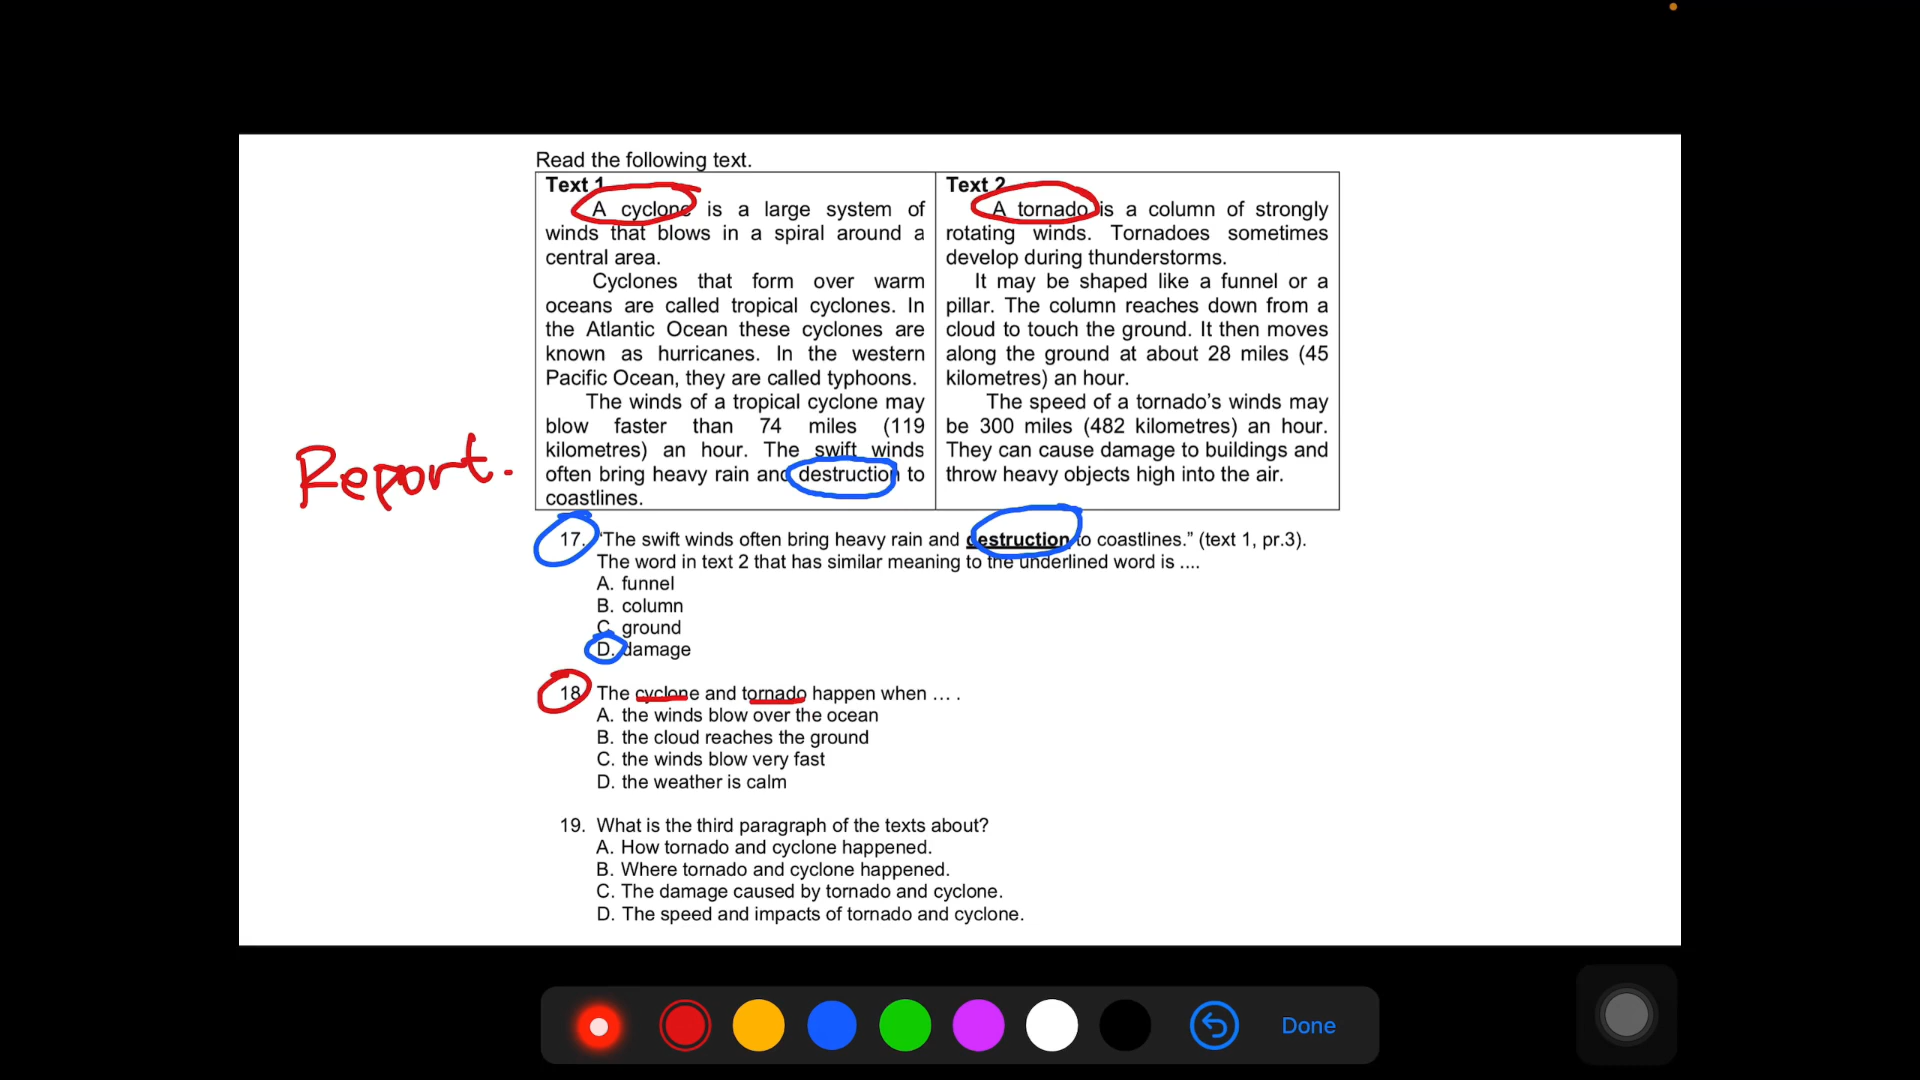 Read the following text.
Text 1
A cyclone is a large system of
winds that blows in a spiral around a
central area.
Cyclones that form over warm
oceans are called tropical cyclones. In
the Atlantic Ocean these cyclones are
known as hurricanes. In the western
Pacific Ocean, they are called typhoons.
The winds of a tropical cyclone may
blow faster than 74 miles (119
kilometres) an hour. The swift winds
often bring heavy rain and destruction to
coastlines.
Text 2
A tornado is a column of strongly
rotating winds. Tornadoes sometimes
develop during thunderstorms.
It may be shaped like a funnel or a
pillar. The column reaches down from a
cloud to touch the ground. It then moves
along the ground at about 28 miles (45
kilometres) an hour.
The speed of a tornado’s winds may
be 300 miles (482 kilometres) an hour.
They can cause damage to buildings and
throw heavy objects high into the air.
Report.
17. “The swift winds often bring heavy rain and destruction to coastlines.” (text 1, pr.3).
The word in text 2 that has similar meaning to the underlined word is ....
A. funnel
B. column
C. ground
D. damage
18. The cyclone and tornado happen when … .
A. the winds blow over the ocean
B. the cloud reaches the ground
C. the winds blow very fast
D. the weather is calm
19. What is the third paragraph of the texts about?
A. How tornado and cyclone happened.
B. Where tornado and cyclone happened.
C. The damage caused by tornado and cyclone.
D. The speed and impacts of tornado and cyclone.
Done